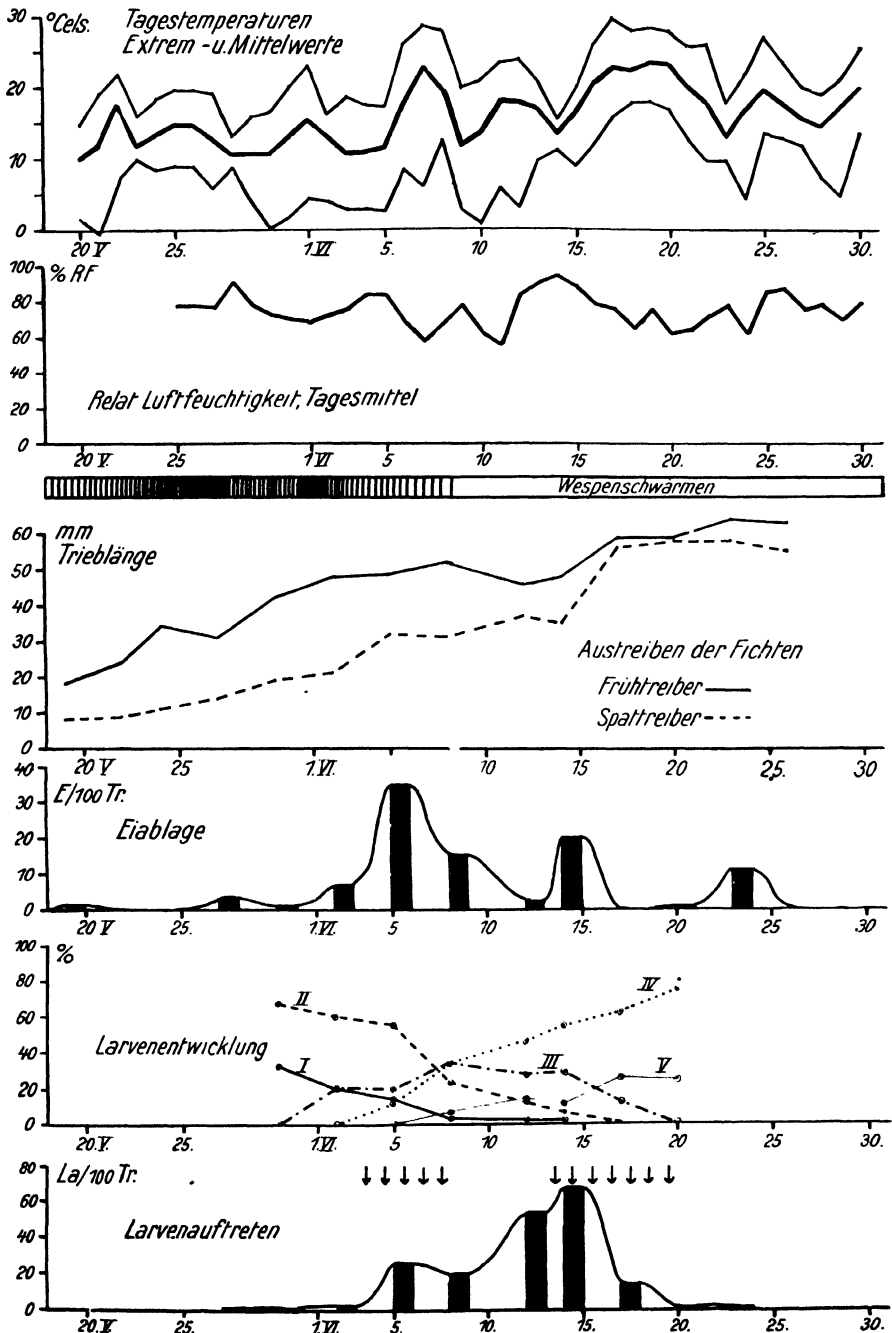 30
°Cels.
Tagestemperaturen
Extrem-u.Mittelwerte
20
10
0
20 V 25. 1.VI 5. 10. 15. 20. 25. 30.
100
% RF
80
60
40
Relat Luftfeuchtigkeit, Tagesmittel
20
0
20 V. 25 1 VI 5. 10. 15. 20. 25. 30.
Wespenschwärmen
60
mm
Trieblänge
50
40
30
Austreiben der Fichten
20
Frühtreiber
10
Spattreiber
0
20 V 25 1.VI. 10 15 20 25. 30
40
E/100 Tr.
30
Eiablage
20
10
0
20 V 25. 1.VI. 5 10. 15. 20. 25. 30.
100
%
80
II
IV
60
Larvenentwicklung
40
I
III
V
20
0
20.V. 25. 1.VI. 5 10. 15. 20. 25. 30.
80
La/100 Tr.
60
Larvenauftreten
40
20
0
20.V. 25. 1.VI. 5. 10. 15. 20. 25. 30.